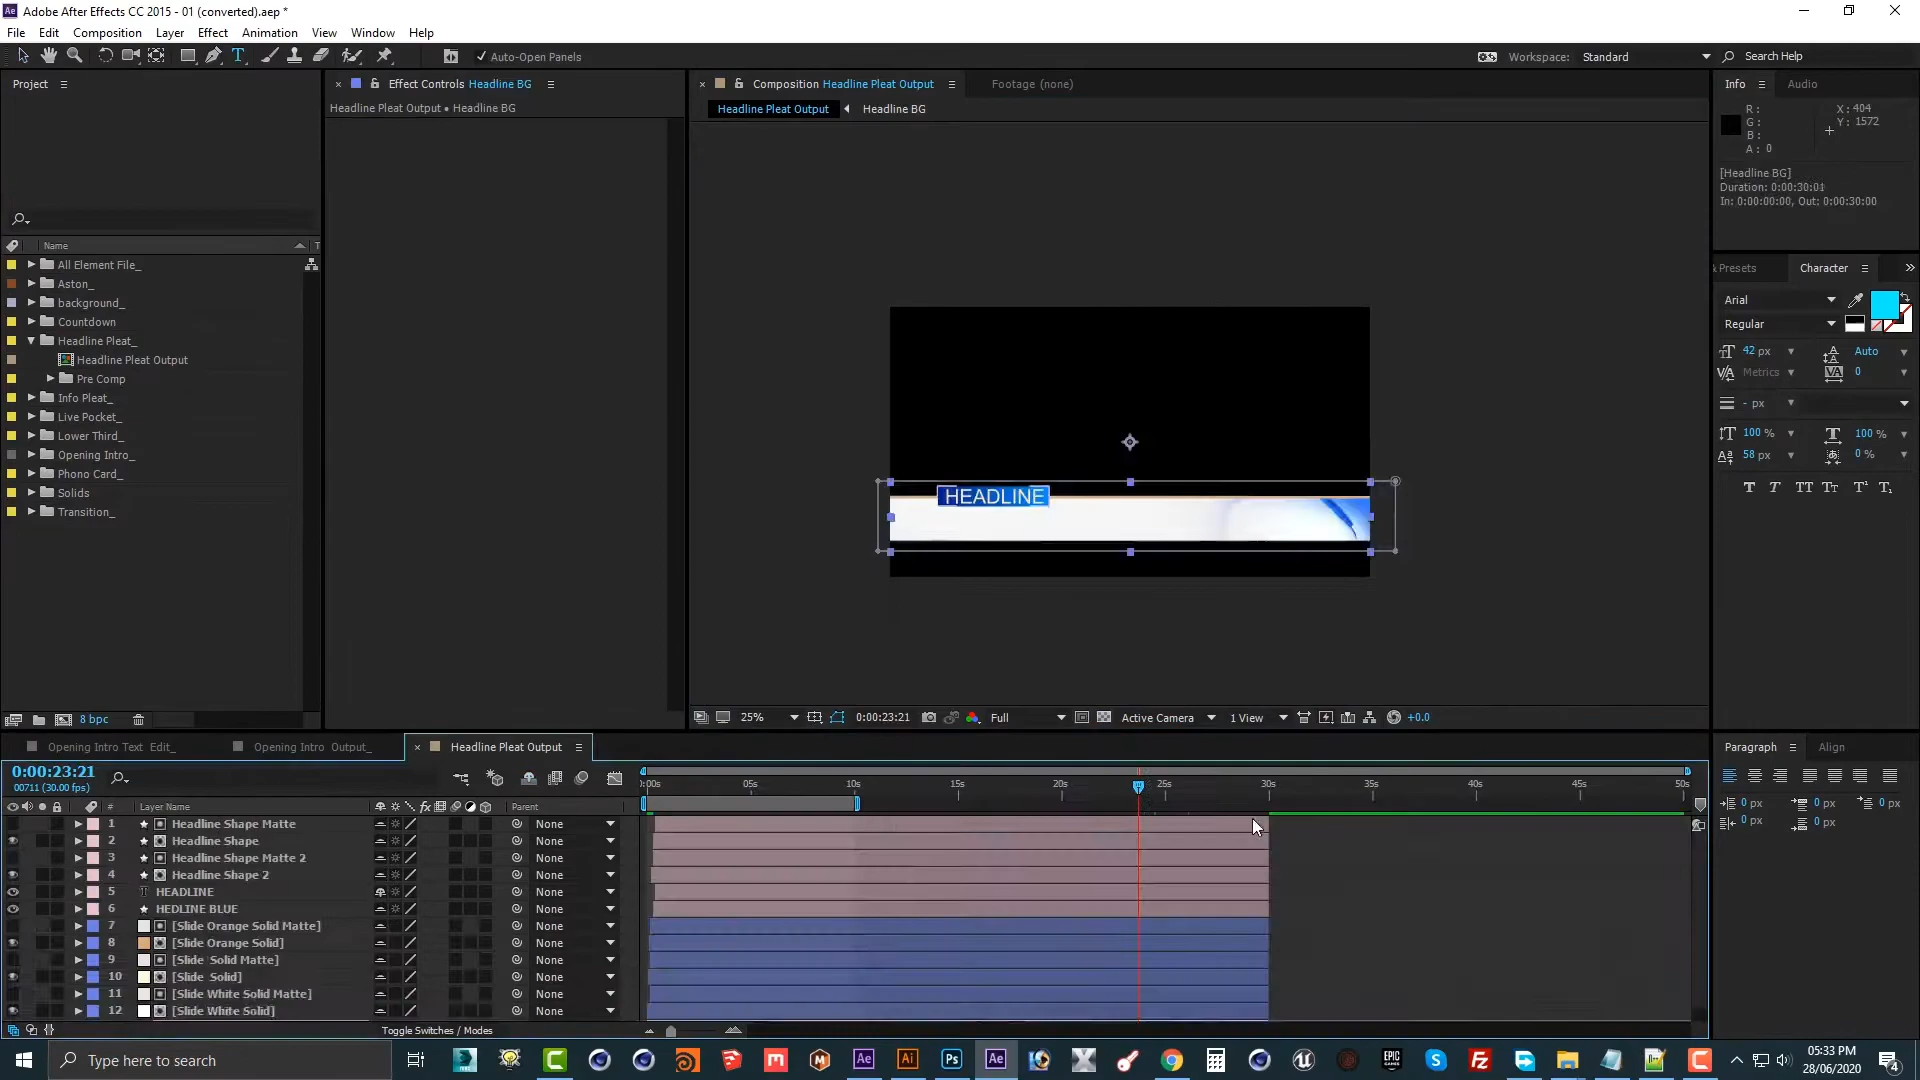 Adobe After Effects CC 2015 - 01 (converted).aep *
File Edit Composition Layer Effect Animation View Window Help
Auto-Open Panels
Workspace: Standard
Search Help
Project
Effect Controls Headline BG
Composition Headline Pleat Output
Footage (none)
Info
Audio
Headline Pleat Output • Headline BG
Headline Pleat Output
Headline BG
R :
G :
B :
A : 0
X : 404
Y : 1572
[Headline BG]
Duration: 0:00:30:01
In: 0:00:00:00, Out: 0:00:30:00
Name
T
All Element File_
Aston_
background_
Countdown
Headline Pleat_
Headline Pleat Output
Pre Comp
Info Pleat_
Live Pocket_
Lower Third_
Opening Intro_
Phono Card_
Solids
Transition_
8 bpc
HEADLINE
Presets
Character
Arial
Regular
42 px
Auto
Metrics
0
- px
100 %
100 %
58 px
0 %
25%
0:00:23:21
Full
Active Camera
1 View
+0.0
Opening Intro Text Edit_
Opening Intro Output_
Headline Pleat Output
Paragraph
Align
0:00:23:21
00711 (30.00 fps)
0:00s 05s 10s 15s 20s 25s 30s 35s 40s 45s 50s
0 px
0 px
0 px
0 px
0 px
# Layer Name
Parent
1 Headline Shape Matte None
2 Headline Shape None
3 Headline Shape Matte 2 None
4 Headline Shape 2 None
5 HEADLINE None
6 HEDLINE BLUE None
7 [Slide Orange Solid Matte] None
8 [Slide Orange Solid] None
9 [Slide Solid Matte] None
10 [Slide Solid] None
11 [Slide White Solid Matte] None
12 [Slide White Solid] None
Toggle Switches / Modes
Type here to search
05:33 PM
28/06/2020